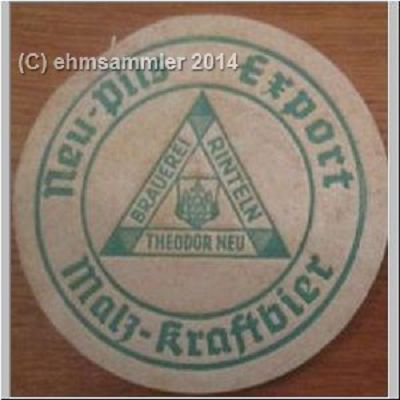 (C) ehmsammler 2014
Neu-Pils Export
BRAUEREI RINTELN
THEODOR NEU
Malz-Kraftbier